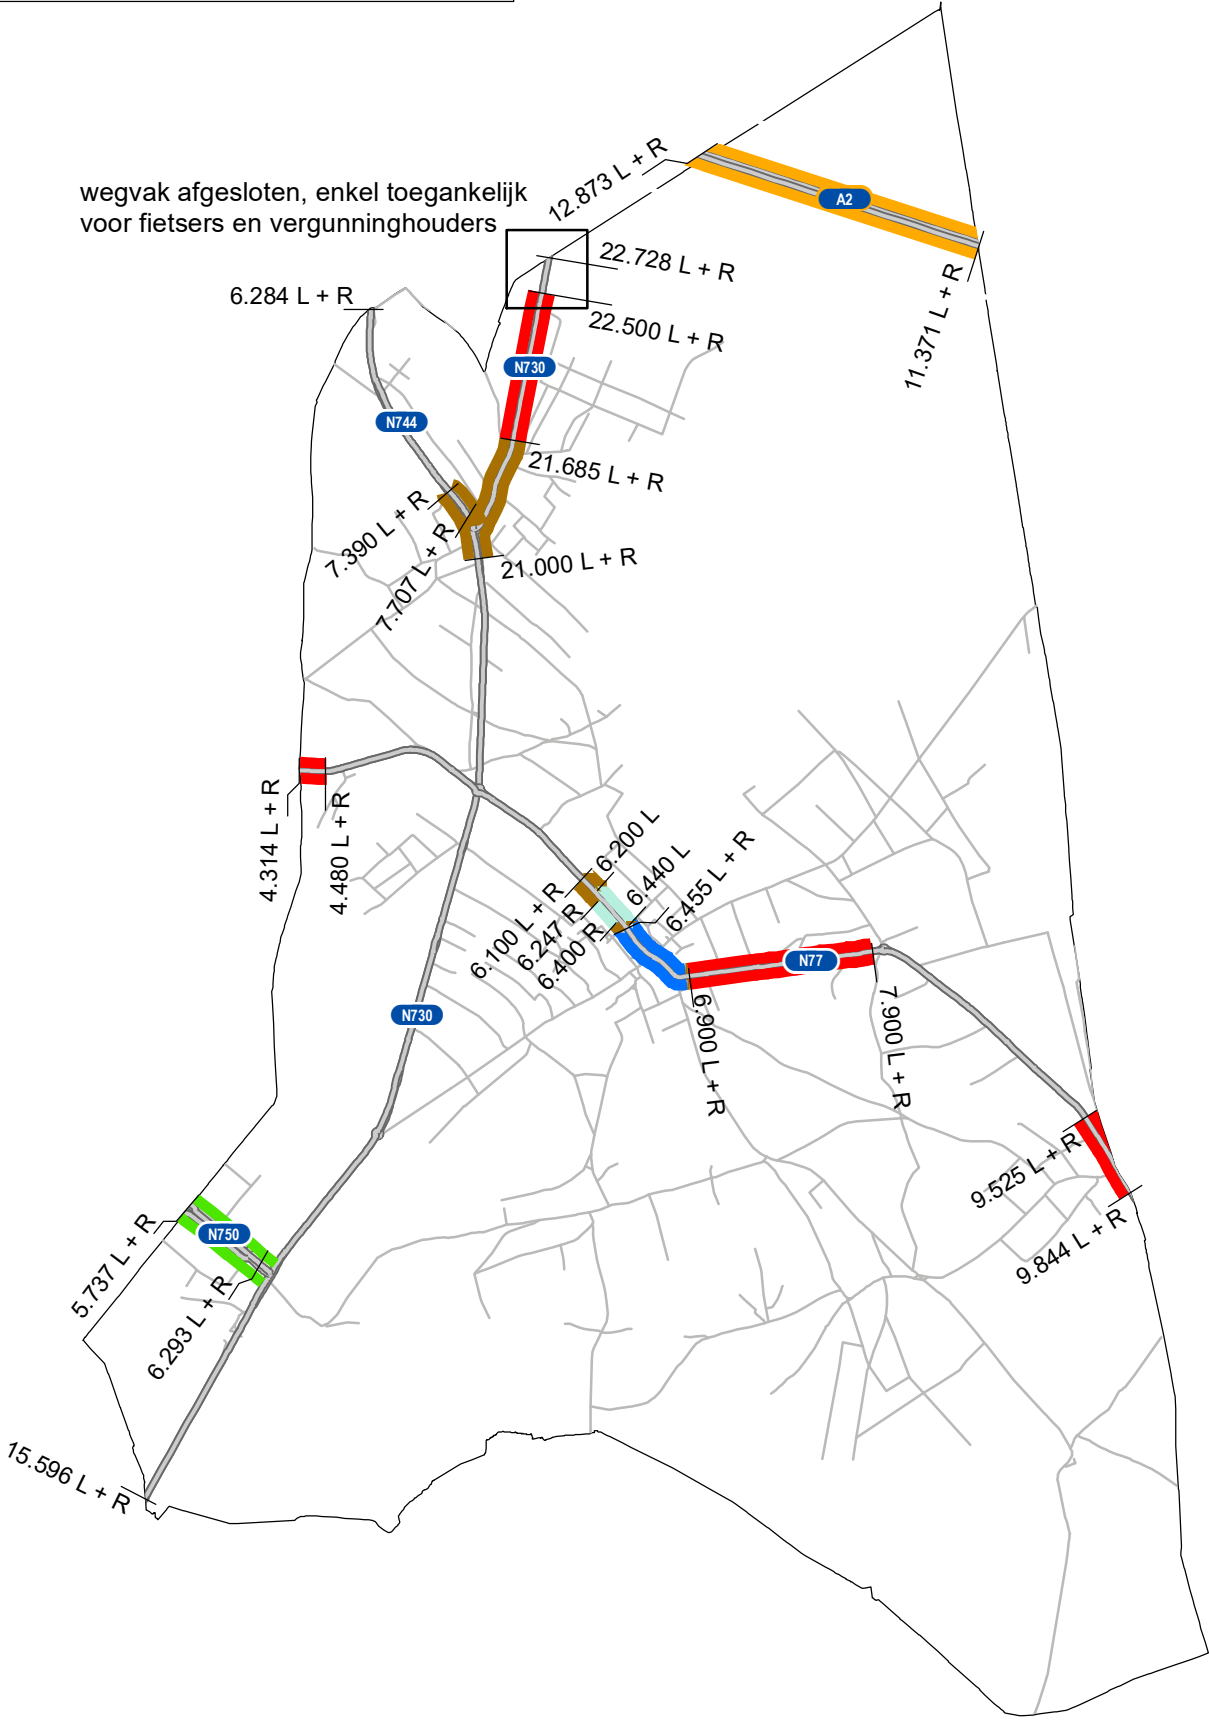 wegvak afgesloten, enkel toegankelijk
voor fietsers en vergunninghouders
12.873 L + R
A2
11.371 L + R
22.728 L + R
22.500 L + R
6.284 L + R
N730
N744
21.685 L + R
7.390 L + R
7.707 L + R
21.000 L + R
4.314 L + R
4.480 L + R
6.200 L
6.440 L
6.455 L + R
6.100 L + R
6.247 R
6.400 R
N77
N730
6.900 L + R
7.900 L + R
9.525 L + R
9.844 L + R
N750
5.737 L + R
6.293 L + R
15.596 L + R